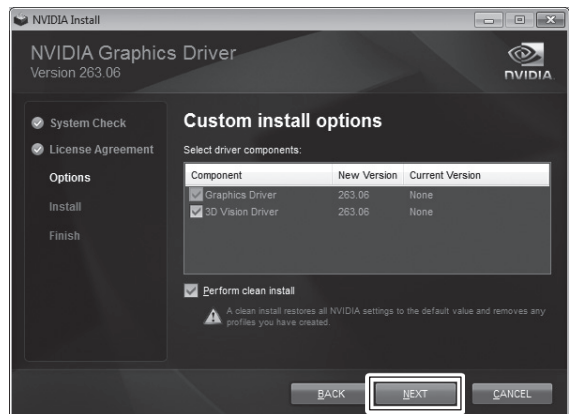 NVIDIA Install
NVIDIA Graphics Driver
Version 263.06
NVIDIA.
System Check
License Agreement
Options
Install
Finish
Custom install options
Select driver components:
Component New Version Current Version
Graphics Driver 263.06 None
3D Vision Driver 263.06 None
Perform clean install
A clean install restores all NVIDIA settings to the default value and removes any
profiles you have created.
BACK NEXT CANCEL